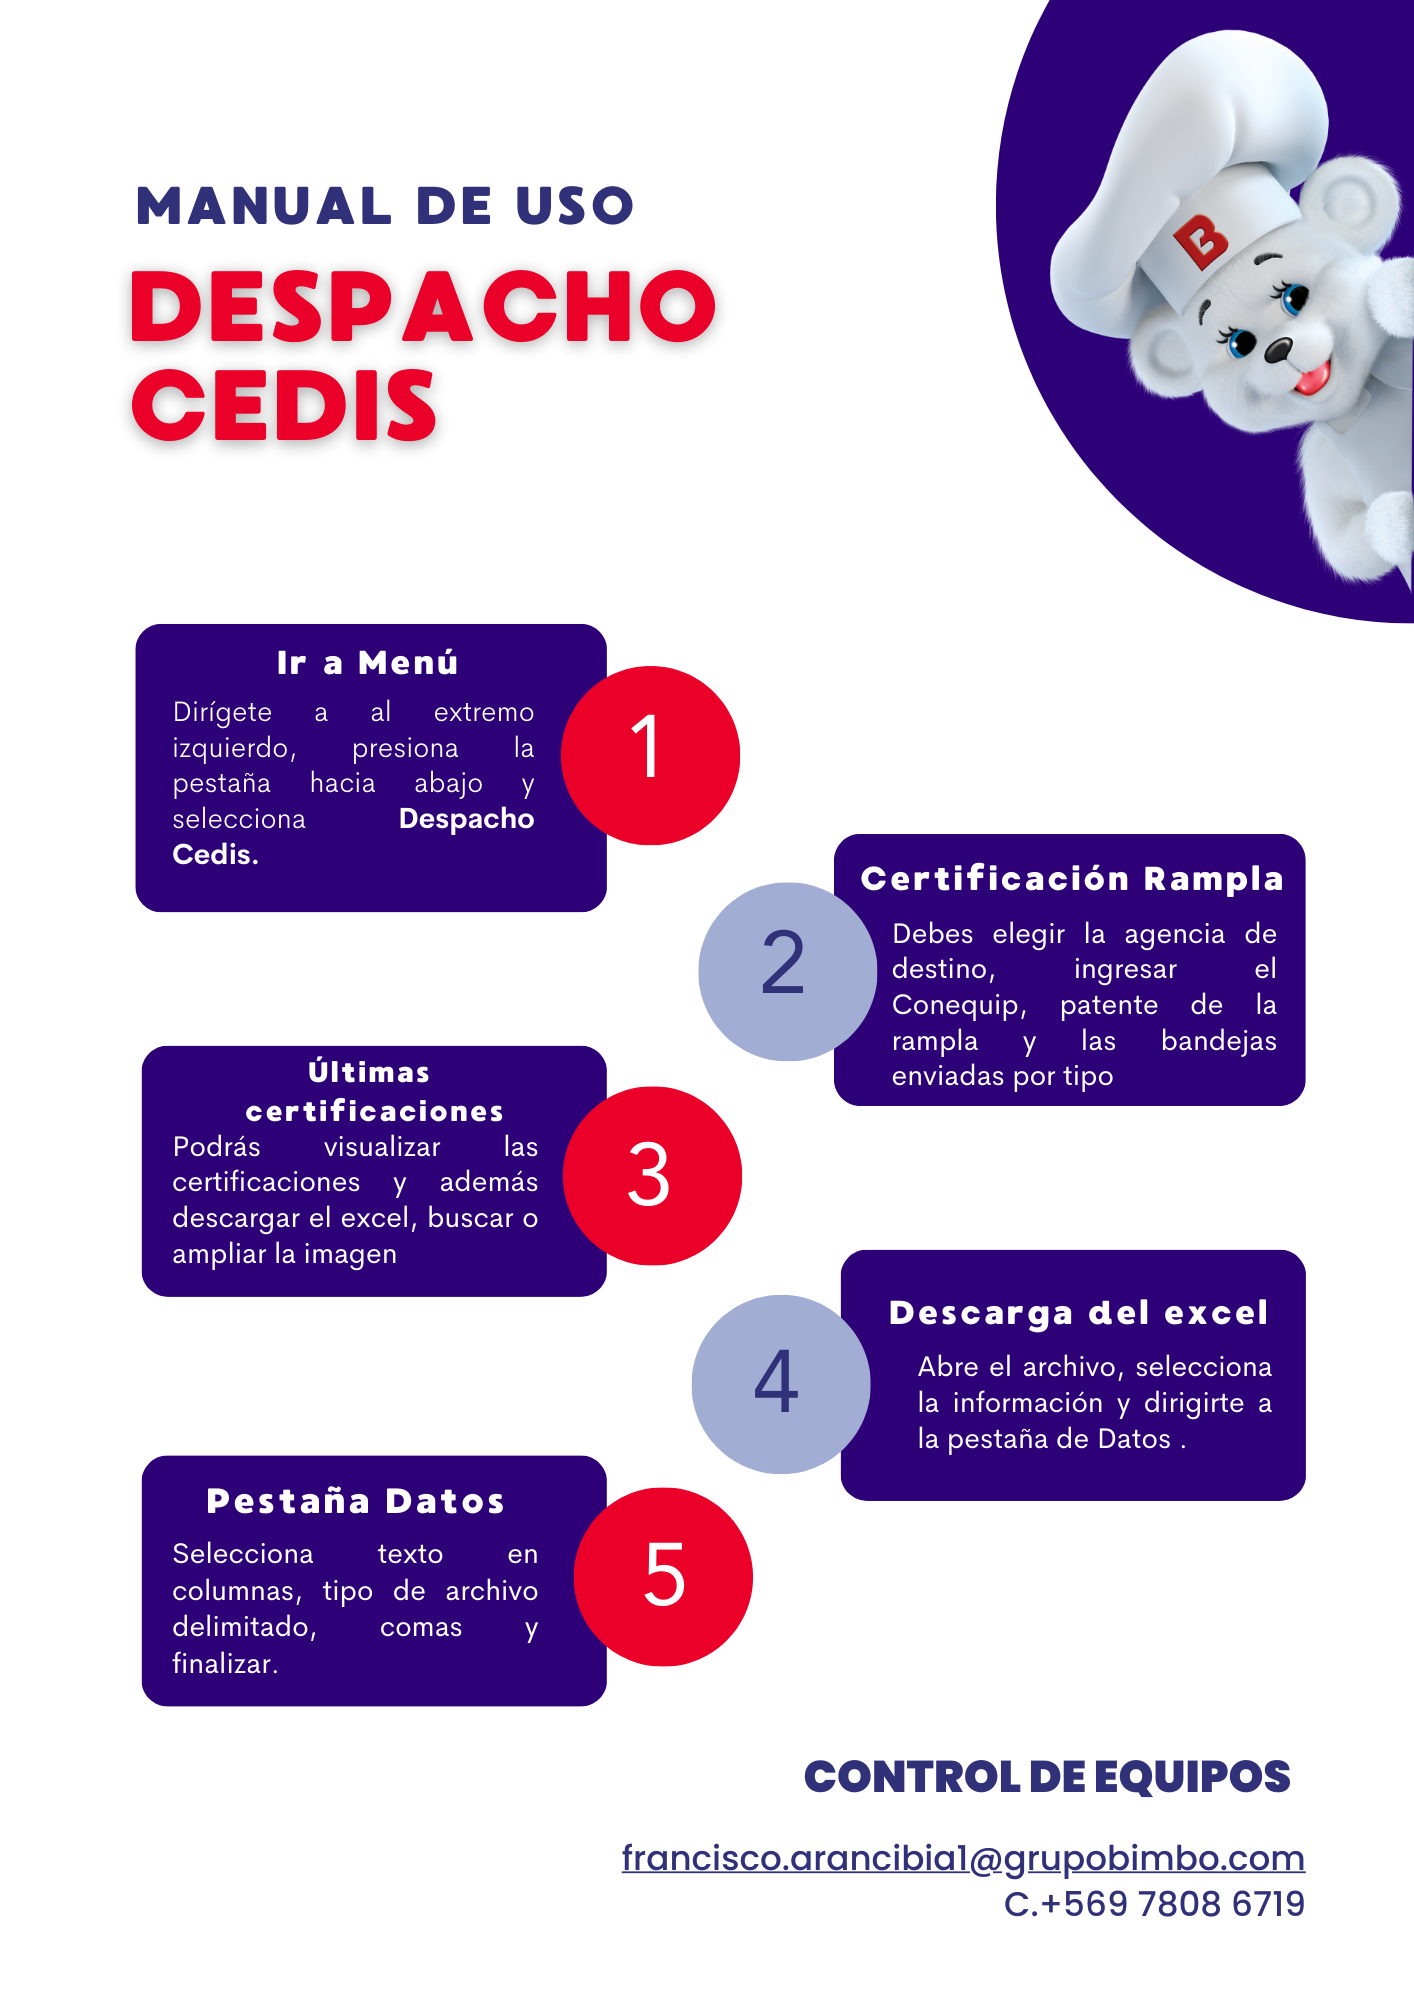 MANUAL DE USO
DESPACHO
CEDIS
B
Ir a Menú
Dirígete a al extremo
izquierdo, presiona la
pestaña hacia abajo y
selecciona Despacho
Cedis.
1
Certificación Rampla
Debes elegir la agencia de
destino, ingresar el
Conequip, patente de la
rampla y las bandejas
enviadas por tipo
2
Últimas
certificaciones
Podrás visualizar las
certificaciones y además
descargar el excel, buscar o
ampliar la imagen
3
Descarga del excel
Abre el archivo, selecciona
la información y dirigirte a
la pestaña de Datos .
4
Pestaña Datos
Selecciona texto en
columnas, tipo de archivo
delimitado, comas y
finalizar.
5
CONTROL DE EQUIPOS
francisco.arancibia1@grupobimbo.com
C.+569 7808 6719